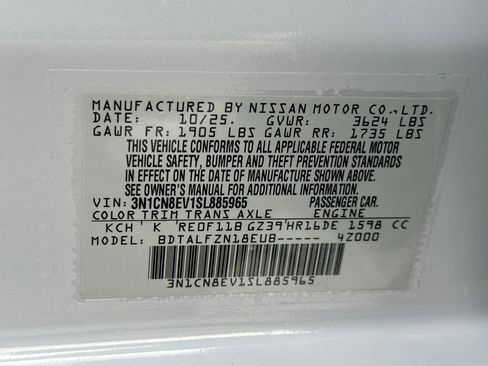 MANUFACTURED BY NISSAN MOTOR CO.,LTD.
DATE: 10/25. GVWR: 3624 LBS
GAWR FR: 1905 LBS GAWR RR: 1735 LBS
THIS VEHICLE CONFORMS TO ALL APPLICABLE FEDERAL MOTOR
VEHICLE SAFETY, BUMPER AND THEFT PREVENTION STANDARDS
IN EFFECT ON THE DATE OF MANUFACTURE SHOWN ABOVE.
SEE OWNER'S MANUAL FOR ADDITIONAL INFORMATION.
VIN: 3N1CN8EV1SL885965 PASSENGER CAR.
COLOR TRIM TRANS AXLE ENGINE
KCH K RE0F11B GZ39 HR16DE 1598 CC
MODEL: BDTALFZN18EUB----- 4Z000
3N1CN8EV1SL885965